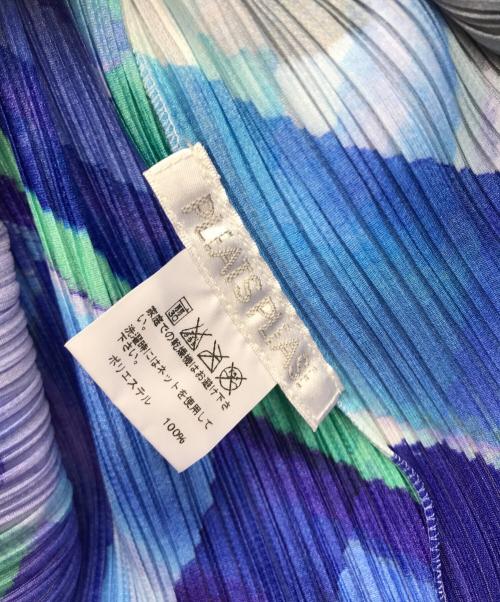 PLEATS PLEASE
家庭での乾燥機はお避け下さ
い。
洗濯時にはネットを使用して
下さい。
ポリエステル 100%